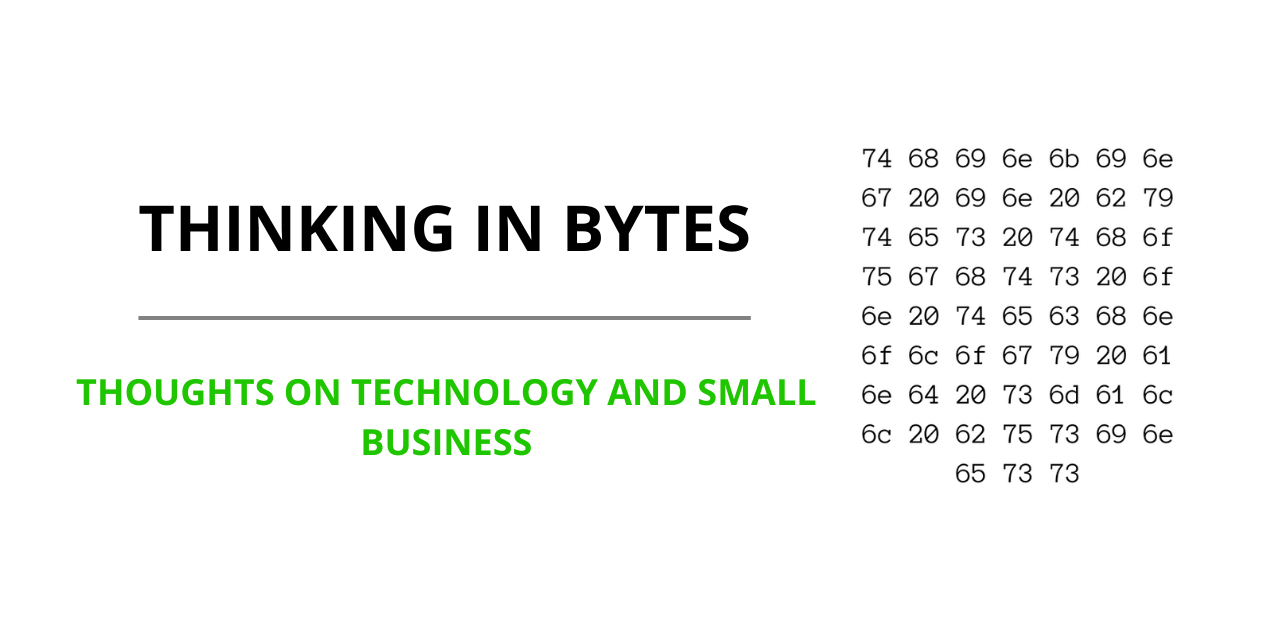 THINKING IN BYTES
THOUGHTS ON TECHNOLOGY AND SMALL
BUSINESS
74 68 69 6e 6b 69 6e
67 20 69 6e 20 62 79
74 65 73 20 74 68 6f
75 67 68 74 73 20 6f
6e 20 74 65 63 68 6e
6f 6c 6f 67 79 20 61
6e 64 20 73 6d 61 6c
6c 20 62 75 73 69 6e
65 73 73